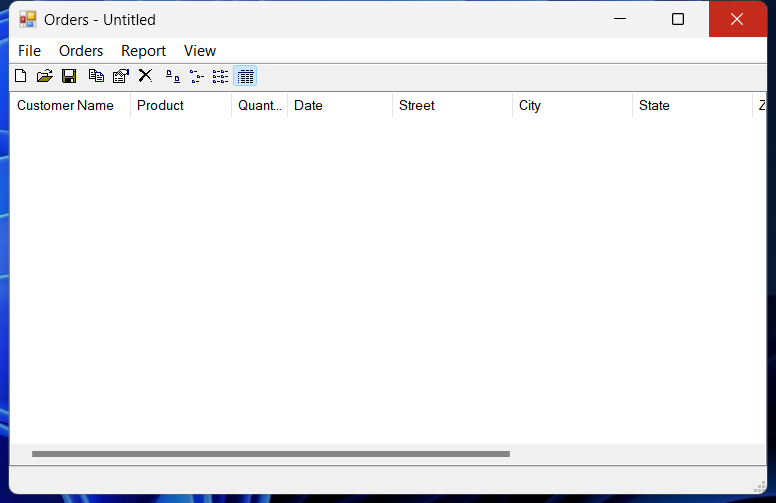 Orders - Untitled
File Orders Report View
Customer Name Product Quant... Date Street City State Z